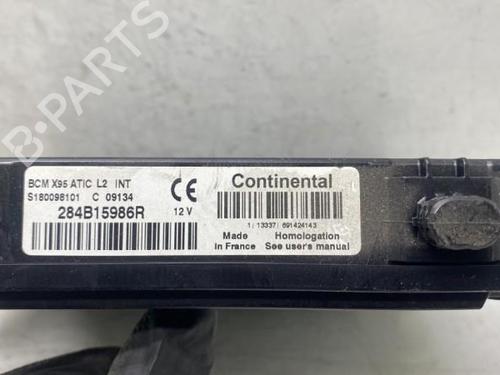 BCM X95 ATIC L2 INT
S180098101 C 09134
284B15986R 12 V
CE
Continental
1 / 13337 / 691424143
Made in France
Homologation See user's manual
B-PARTS